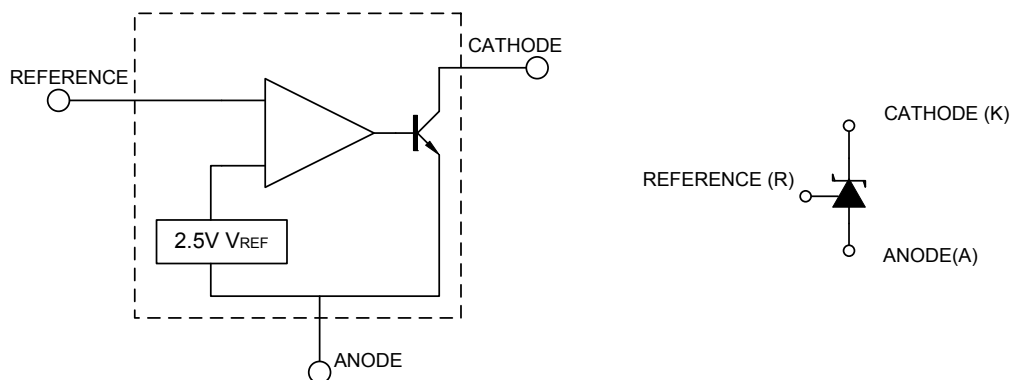 CATHODE
REFERENCE
2.5V VREF
ANODE
CATHODE (K)
REFERENCE (R)
ANODE(A)